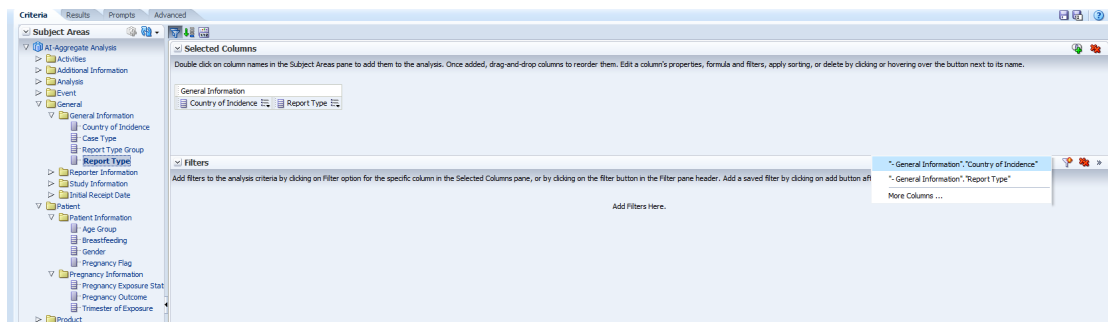 Criteria Results Prompts Advanced
Subject Areas
AI-Aggregate Analysis
Activities
Additional Information
Analysis
Event
General
General Information
Country of Incidence
Case Type
Report Type Group
Report Type
Reporter Information
Study Information
Initial Receipt Date
Patient
Patient Information
Age Group
Breastfeeding
Gender
Pregnancy Flag
Pregnancy Information
Pregnancy Exposure Stat
Pregnancy Outcome
Trimester of Exposure
Product
Selected Columns
Double click on column names in the Subject Areas pane to add them to the analysis. Once added, drag-and-drop columns to reorder them. Edit a column's properties, formula and filters, apply sorting, or delete by clicking or hovering over the button next to its name.
General Information
Country of Incidence Report Type
Filters
Add filters to the analysis criteria by clicking on Filter option for the specific column in the Selected Columns pane, or by clicking on the filter button in the Filter pane header. Add a saved filter by clicking on add button af
Add Filters Here.
"- General Information"."Country of Incidence"
"- General Information"."Report Type"
More Columns ...